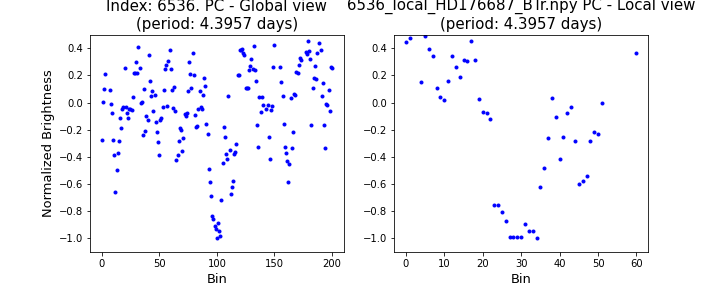 Index: 6536. PC - Global view
(period: 4.3957 days)
6536_local_HD176687_BTr.npy PC - Local view
(period: 4.3957 days)
Normalized Brightness
0.4
0.2
0.0
−0.2
−0.4
−0.6
−0.8
−1.0
0 50 100 150 200
Bin
0.4
0.2
0.0
−0.2
−0.4
−0.6
−0.8
−1.0
0 10 20 30 40 50 60
Bin